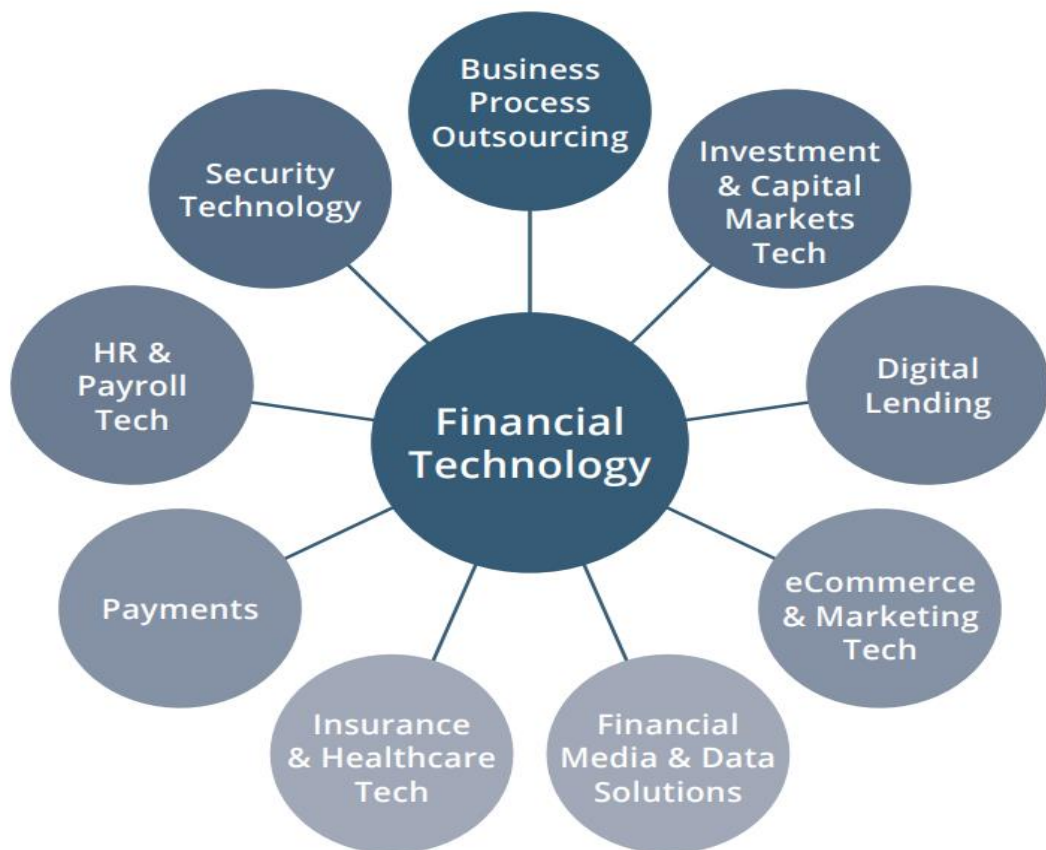 Business
Process
Outsourcing
Investment
& Capital
Markets
Tech
Digital
Lending
eCommerce
& Marketing
Tech
Financial
Media & Data
Solutions
Insurance
& Healthcare
Tech
Payments
HR &
Payroll
Tech
Security
Technology
Financial
Technology